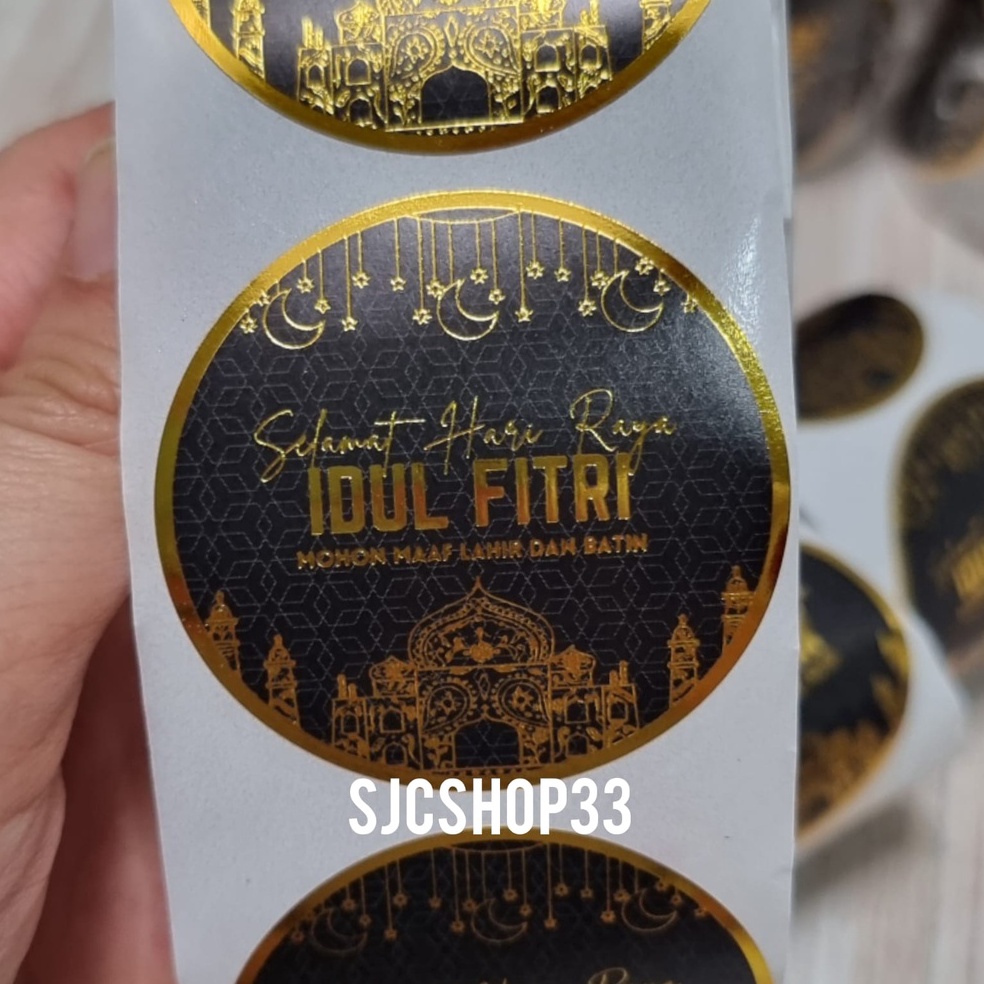 Selamat Hari Raya
IDUL FITRI
MOHON MAAF LAHIR DAN BATIN
SJCSHOP33